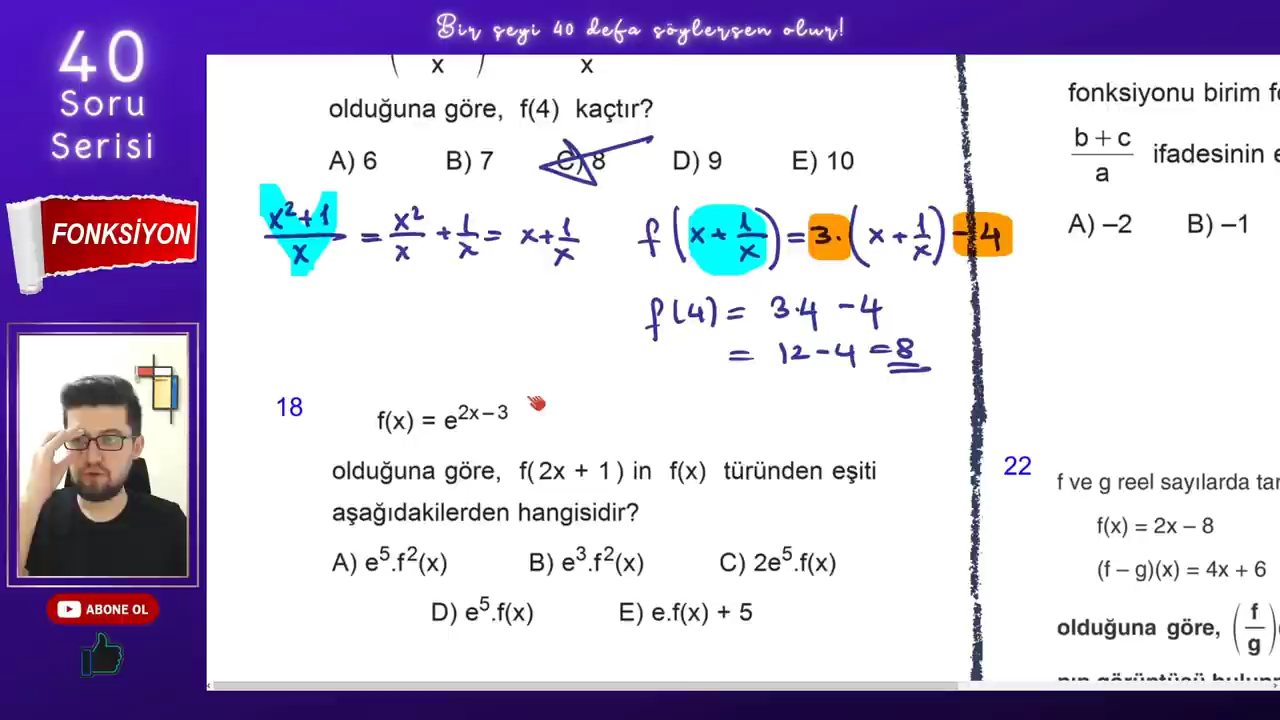 Bir şeyi 40 defa söylersen olur!
40
Soru
Serisi
FONKSİYON
ABONE OL
x x
olduğuna göre, f(4) kaçtır?
A) 6 B) 7 C) 8 D) 9 E) 10
x²+1/x = x²/x + 1/x = x+1/x f(x+1/x) = 3.(x+1/x) -4
f(4) = 3.4 -4
= 12-4 = 8
18 f(x) = e^(2x–3)
olduğuna göre, f(2x + 1) in f(x) türünden eşiti
aşağıdakilerden hangisidir?
A) e⁵.f²(x) B) e³.f²(x) C) 2e⁵.f(x)
D) e⁵.f(x) E) e.f(x) + 5
fonksiyonu birim fo
b + c/a ifadesinin
A) –2 B) –1
22
f ve g reel sayılarda tan
f(x) = 2x – 8
(f – g)(x) = 4x + 6
olduğuna göre, (f/g)